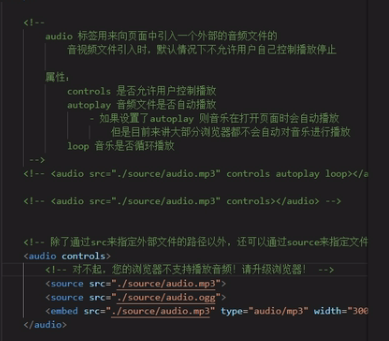 <!--
audio 标签用来向页面中引入一个外部的音频文件的
音视频文件引入时，默认情况下不允许用户自己控制播放停止
属性：
controls 是否允许用户控制播放
autoplay 音频文件是否自动播放
- 如果设置了autoplay 则音乐在打开页面时会自动播放
但是目前来讲大部分浏览器都不会自动对音乐进行播放
loop 音乐是否循环播放
-->
<!-- <audio src="./source/audio.mp3" controls autoplay loop></a
<!-- <audio src="./source/audio.mp3" controls></audio> -->
<!-- 除了通过src来指定外部文件的路径以外，还可以通过source来指定文件
<audio controls>
<!-- 对不起，您的浏览器不支持播放音频！请升级浏览器！ -->
<source src="./source/audio.mp3">
<source src="./source/audio.ogg">
<embed src="./source/audio.mp3" type="audio/mp3" width="300
</audio>